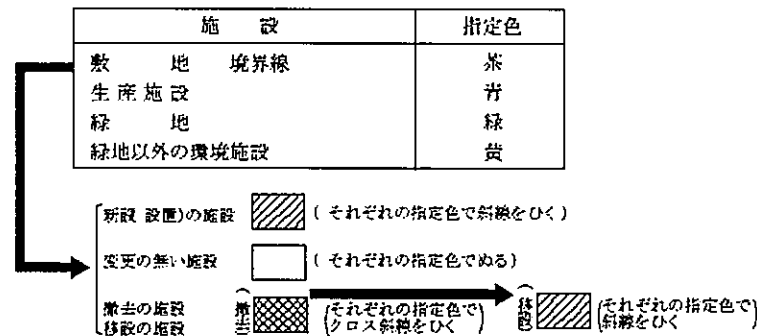 施 設 指定色
敷 地 境界線 茶
生産施設 青
緑 地 緑
緑地以外の環境施設 黄
新設 設置)の施設 ( それぞれの指定色で斜線をひく )
変更の無い施設 ( それぞれの指定色でぬる )
撤去の施設
移設の施設
(撤去)
(それぞれの指定色で
クロス斜線をひく
(移設)
(それぞれの指定色で)
斜線をひく